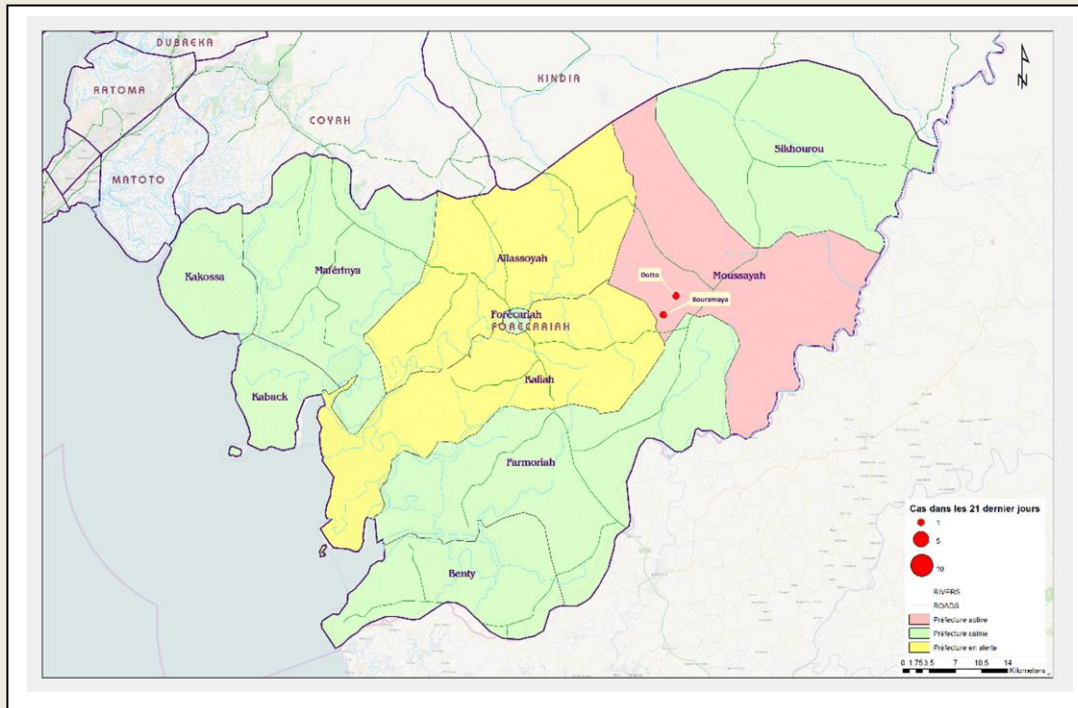 DUBREKA
RATOMA
KINDIA
COYAH
MATOTO
Sikhourou
Kakossa
Maférinya
Allassoyah
Moussayah
Dotto
Bouramaya
Forécariah
FORECARIAH
Kaback
Kaliah
Farmoriah
Benty
N
Cas dans les 21 dernier jours
1
5
10
RIVERS
ROADS
Préfecture active
Préfecture calme
Préfecture en alerte
0 1.75 3.5 7 10.5 14
Kilometers